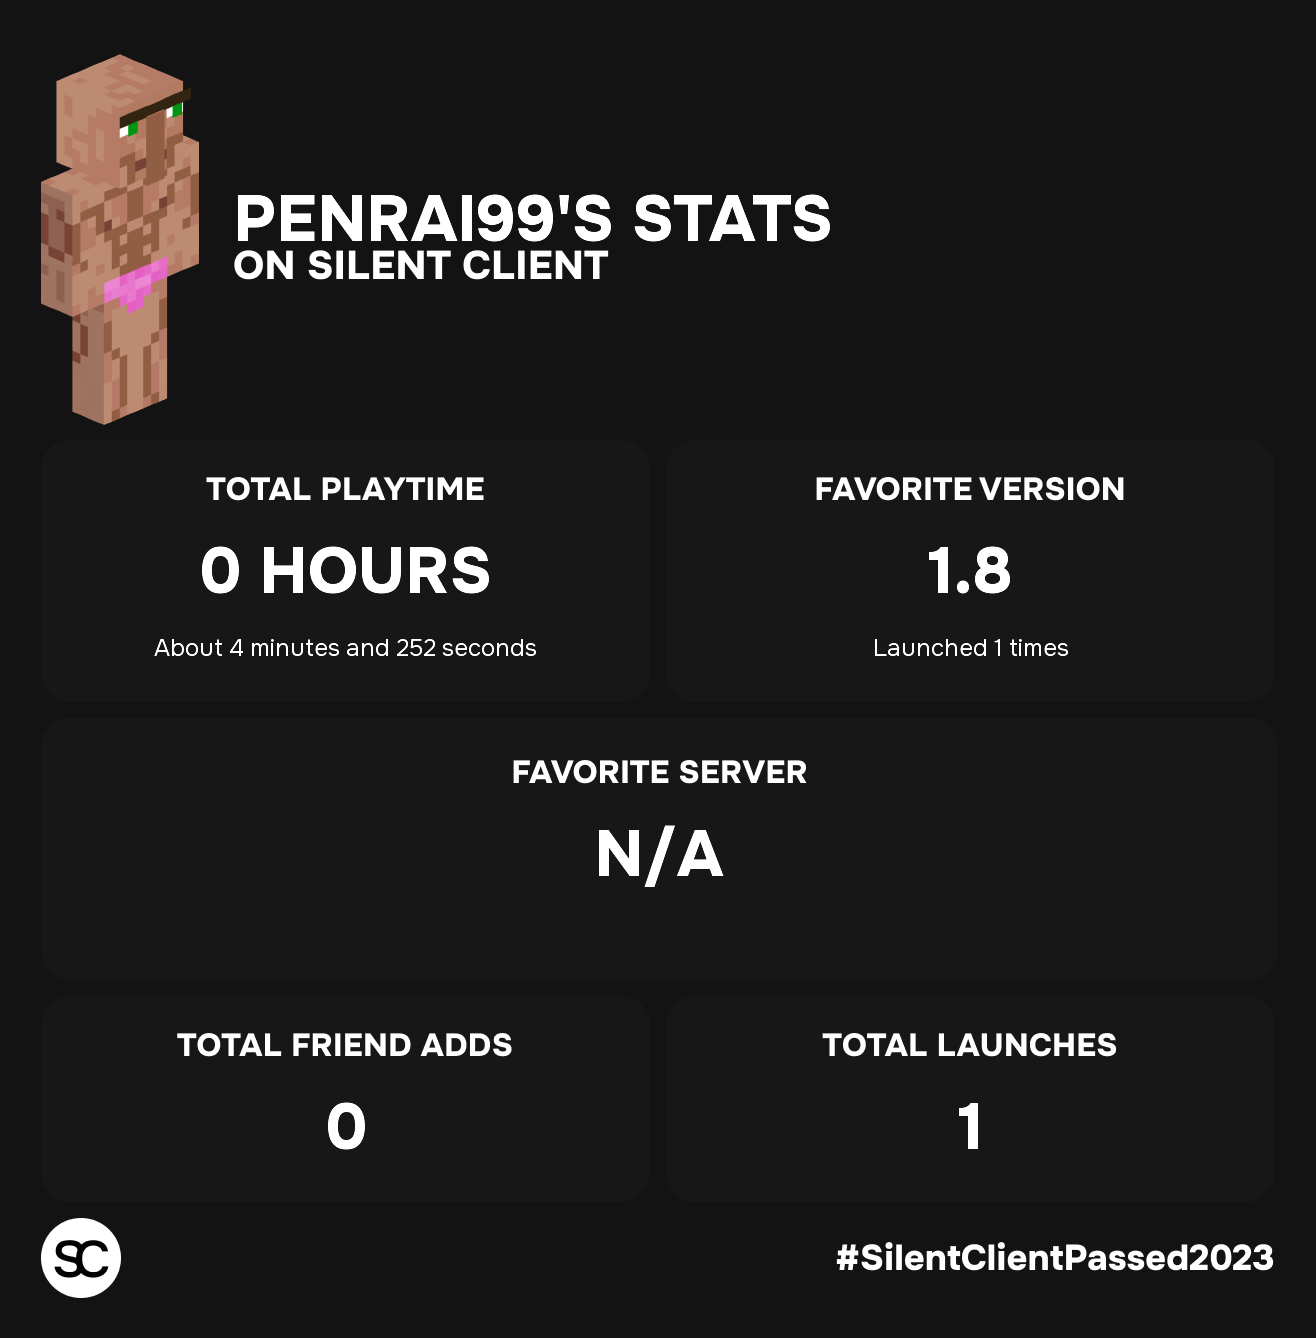 PENRAI99'S STATS
ON SILENT CLIENT
TOTAL PLAYTIME
0 HOURS
About 4 minutes and 252 seconds
FAVORITE VERSION
1.8
Launched 1 times
FAVORITE SERVER
N/A
TOTAL FRIEND ADDS
0
TOTAL LAUNCHES
1
SC
#SilentClientPassed2023